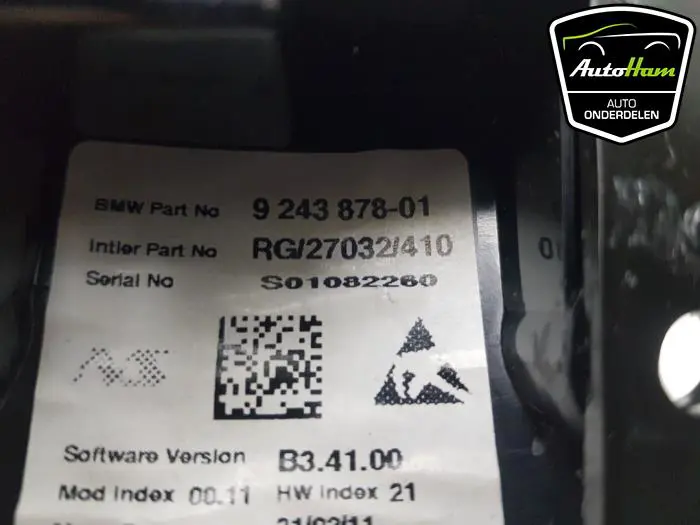 AutoHam
AUTO
ONDERDELEN
BMW Part No 9 243 878-01
Intier Part No RG/27032/410
Serial No S01082260
Software Version B3.41.00
Mod Index 00.11 HW Index 21